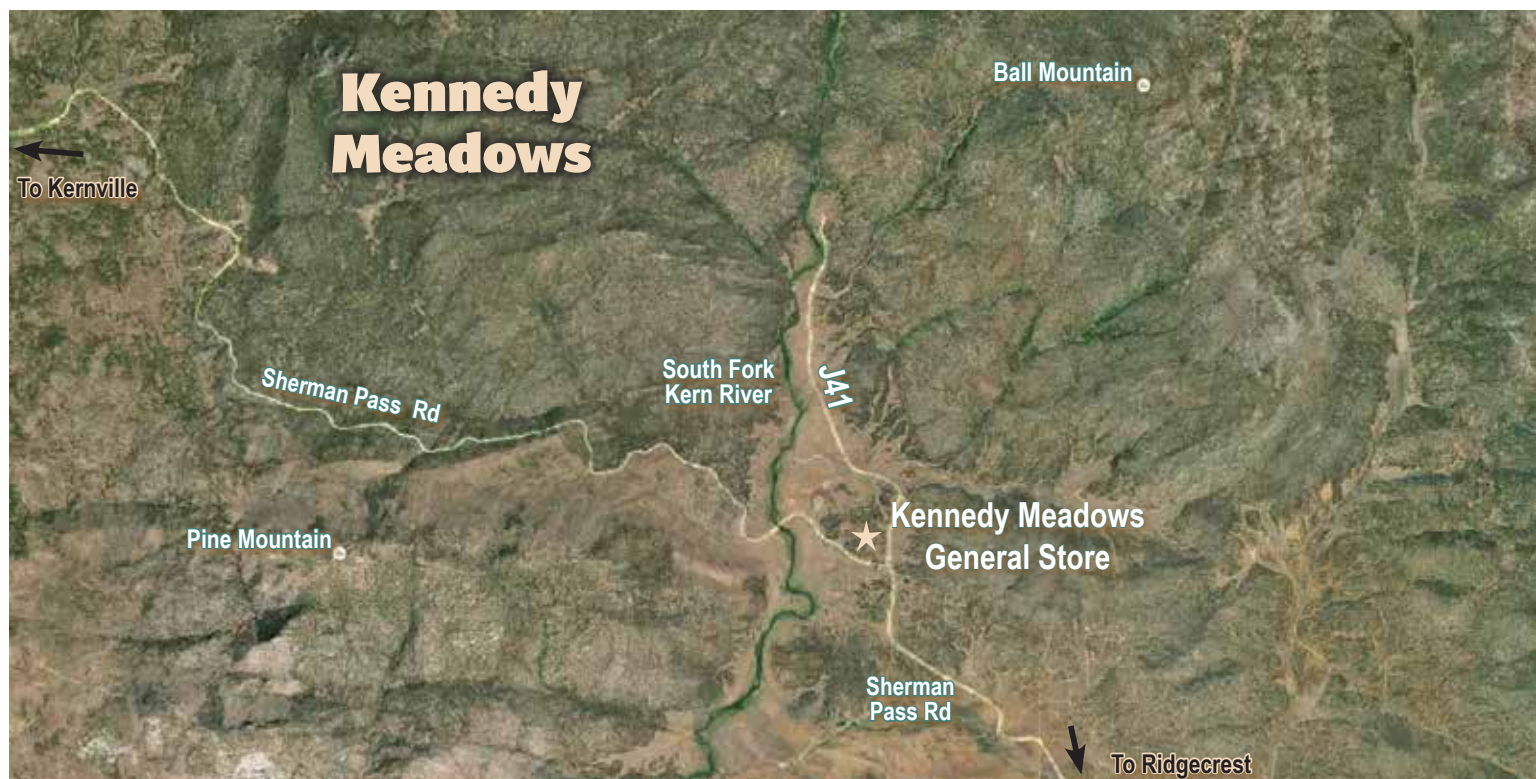 Kennedy
Meadows
Ball Mountain
To Kernville
Sherman Pass Rd
South Fork
Kern River
J41
Kennedy Meadows
General Store
Pine Mountain
Sherman
Pass Rd
To Ridgecrest